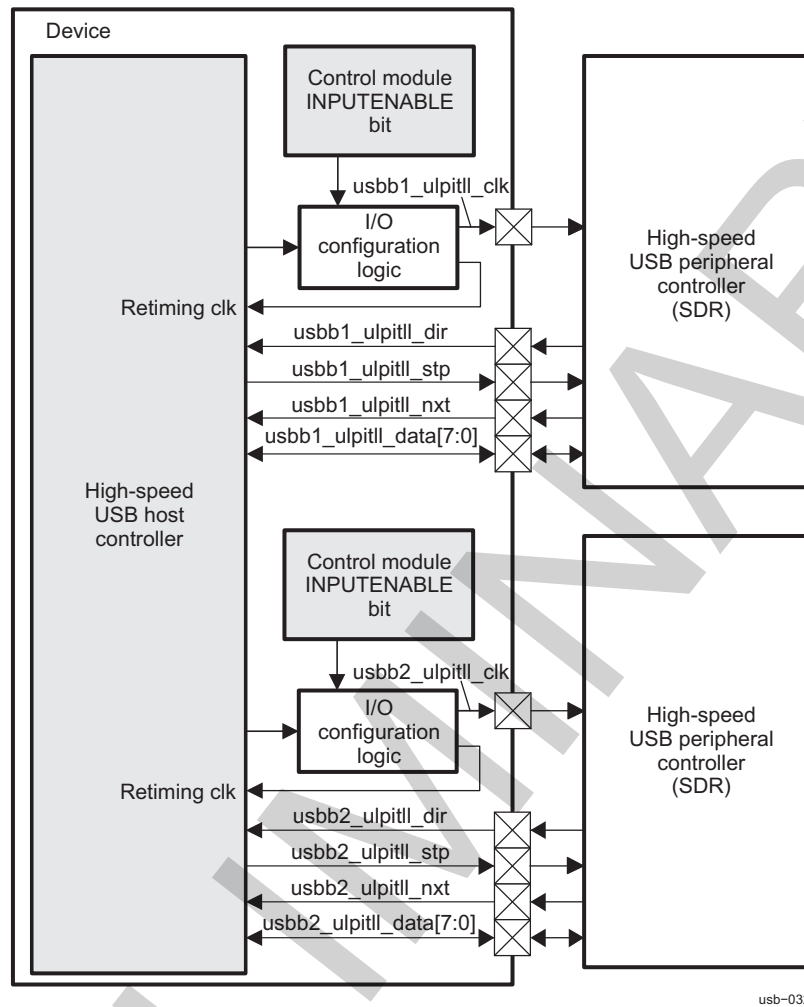 Device
Control module
INPUTENABLE
bit
usbb1_ulpitll_clk
I/O
configuration
logic
Retiming clk
usbb1_ulpitll_dir
usbb1_ulpitll_stp
usbb1_ulpitll_nxt
usbb1_ulpitll_data[7:0]
High-speed
USB peripheral
controller
(SDR)
High-speed
USB host
controller
Control module
INPUTENABLE
bit
usbb2_ulpitll_clk
I/O
configuration
logic
Retiming clk
usbb2_ulpitll_dir
usbb2_ulpitll_stp
usbb2_ulpitll_nxt
usbb2_ulpitll_data[7:0]
High-speed
USB peripheral
controller
(SDR)